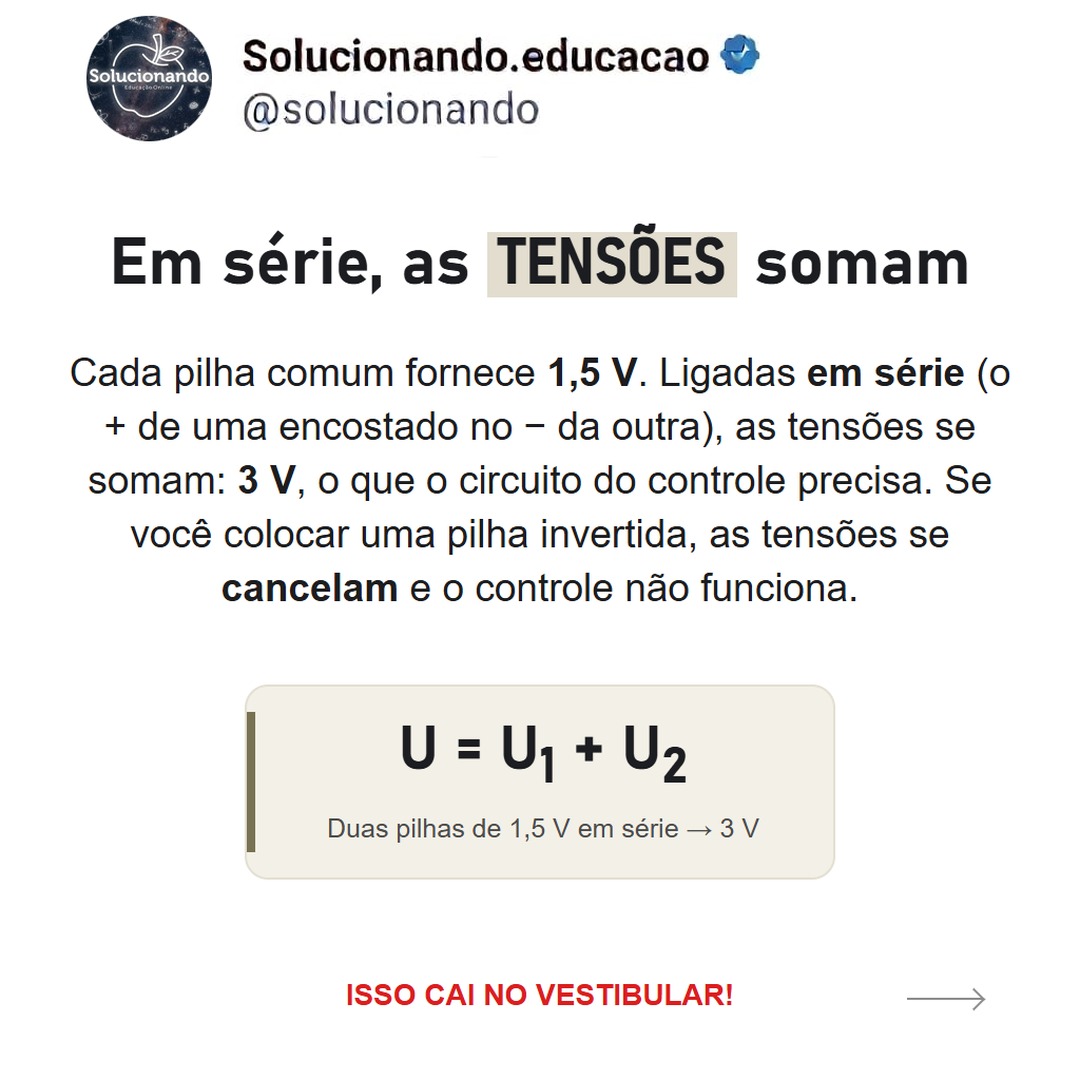 Solucionando
Educação Online
Solucionando.educacao
@solucionando
Em série, as TENSÕES somam
Cada pilha comum fornece 1,5 V. Ligadas em série (o
+ de uma encostado no − da outra), as tensões se
somam: 3 V, o que o circuito do controle precisa. Se
você colocar uma pilha invertida, as tensões se
cancelam e o controle não funciona.
U = U₁ + U₂
Duas pilhas de 1,5 V em série → 3 V
ISSO CAI NO VESTIBULAR!